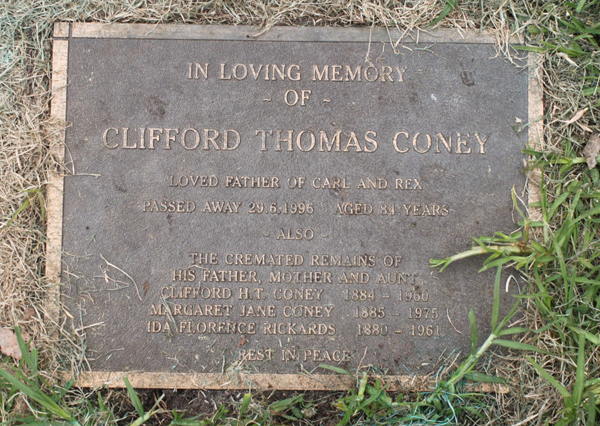 IN LOVING MEMORY
- OF -
CLIFFORD THOMAS CONEY
LOVED FATHER OF CARL AND REX
PASSED AWAY 29.6.1996 AGED 84 YEARS
- ALSO -
THE CREMATED REMAINS OF
HIS FATHER, MOTHER AND AUNT
CLIFFORD H.T. CONEY 1884 - 1960
MARGARET JANE CONEY 1885 - 1975
IDA FLORENCE RICKARDS 1880 - 1961
REST IN PEACE